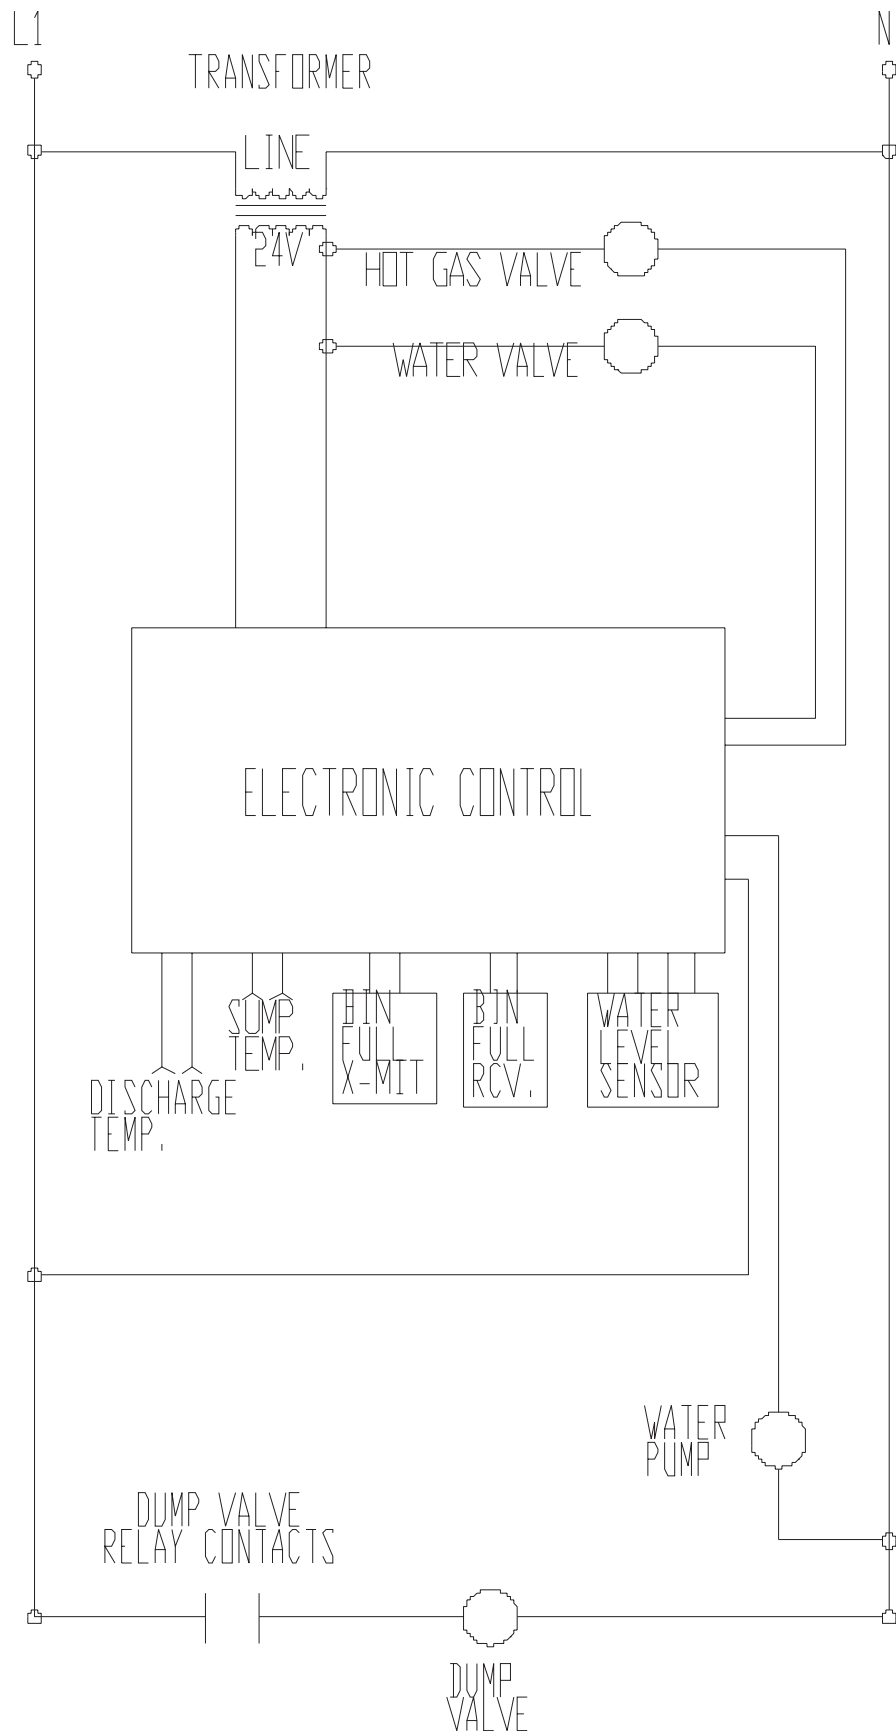 L1
N
TRANSFORMER
LINE
24V
HOT GAS VALVE
WATER VALVE
ELECTRONIC CONTROL
DISCHARGE
TEMP.
SUMP
TEMP.
BIN
FULL
X-MIT
BIN
FULL
RCV.
WATER
LEVEL
SENSOR
WATER
PUMP
DUMP VALVE
RELAY CONTACTS
DUMP
VALVE